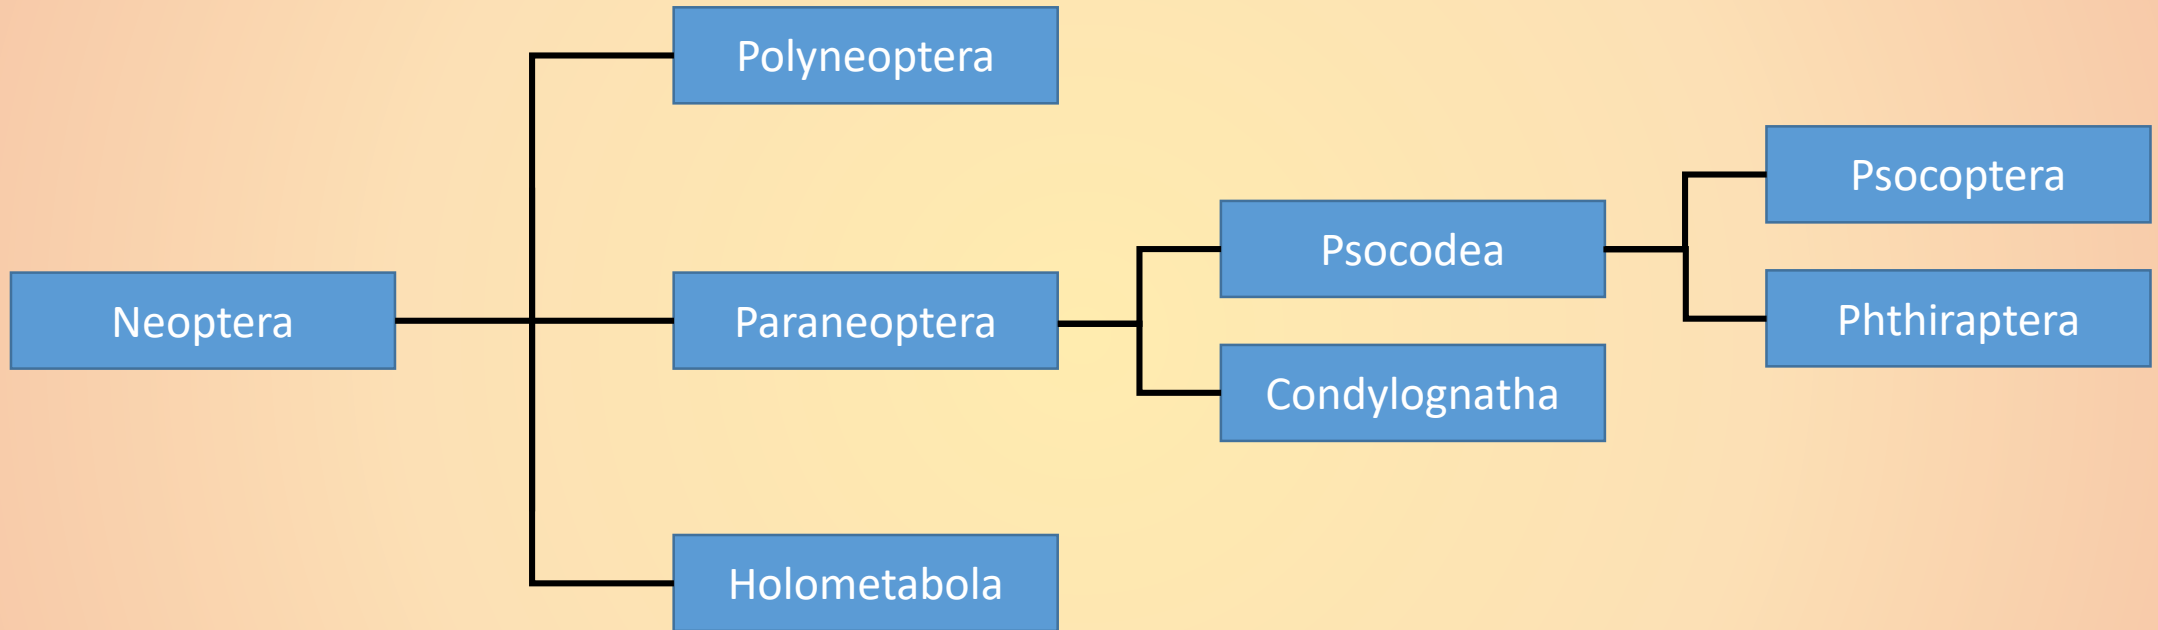 Neoptera
Polyneoptera
Paraneoptera
Holometabola
Psocodea
Condylognatha
Psocoptera
Phthiraptera